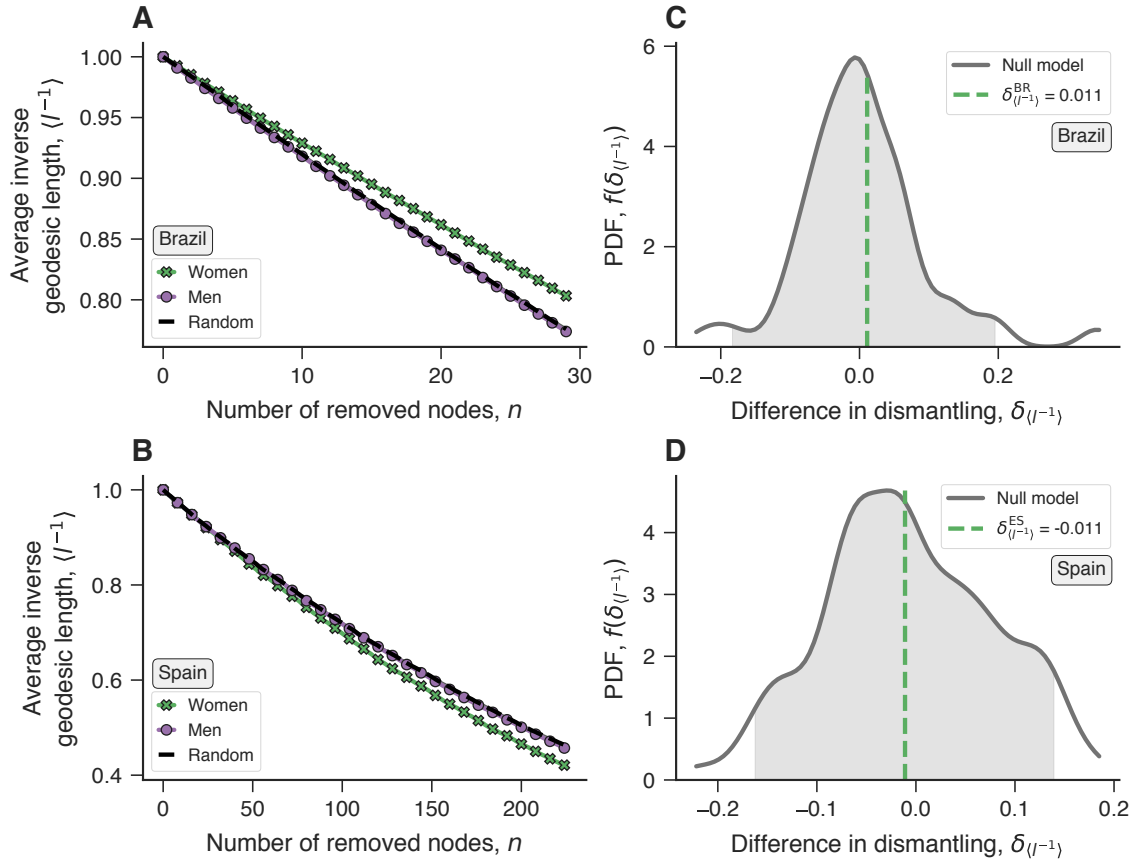 A
Average inverse
geodesic length, ⟨l⁻¹⟩
1.00
0.95
0.90
0.85
0.80
Brazil
Women
Men
Random
0
10
20
30
Number of removed nodes, n
C
PDF, f(δ⟨l⁻¹⟩)
6
4
2
0
Null model
δ^BR_⟨l⁻¹⟩ = 0.011
Brazil
−0.2
0.0
0.2
Difference in dismantling, δ⟨l⁻¹⟩
B
Average inverse
geodesic length, ⟨l⁻¹⟩
1.0
0.8
0.6
0.4
Spain
Women
Men
Random
0
50
100
150
200
Number of removed nodes, n
D
PDF, f(δ⟨l⁻¹⟩)
4
3
2
1
0
Null model
δ^ES_⟨l⁻¹⟩ = -0.011
Spain
−0.2
−0.1
0.0
0.1
0.2
Difference in dismantling, δ⟨l⁻¹⟩